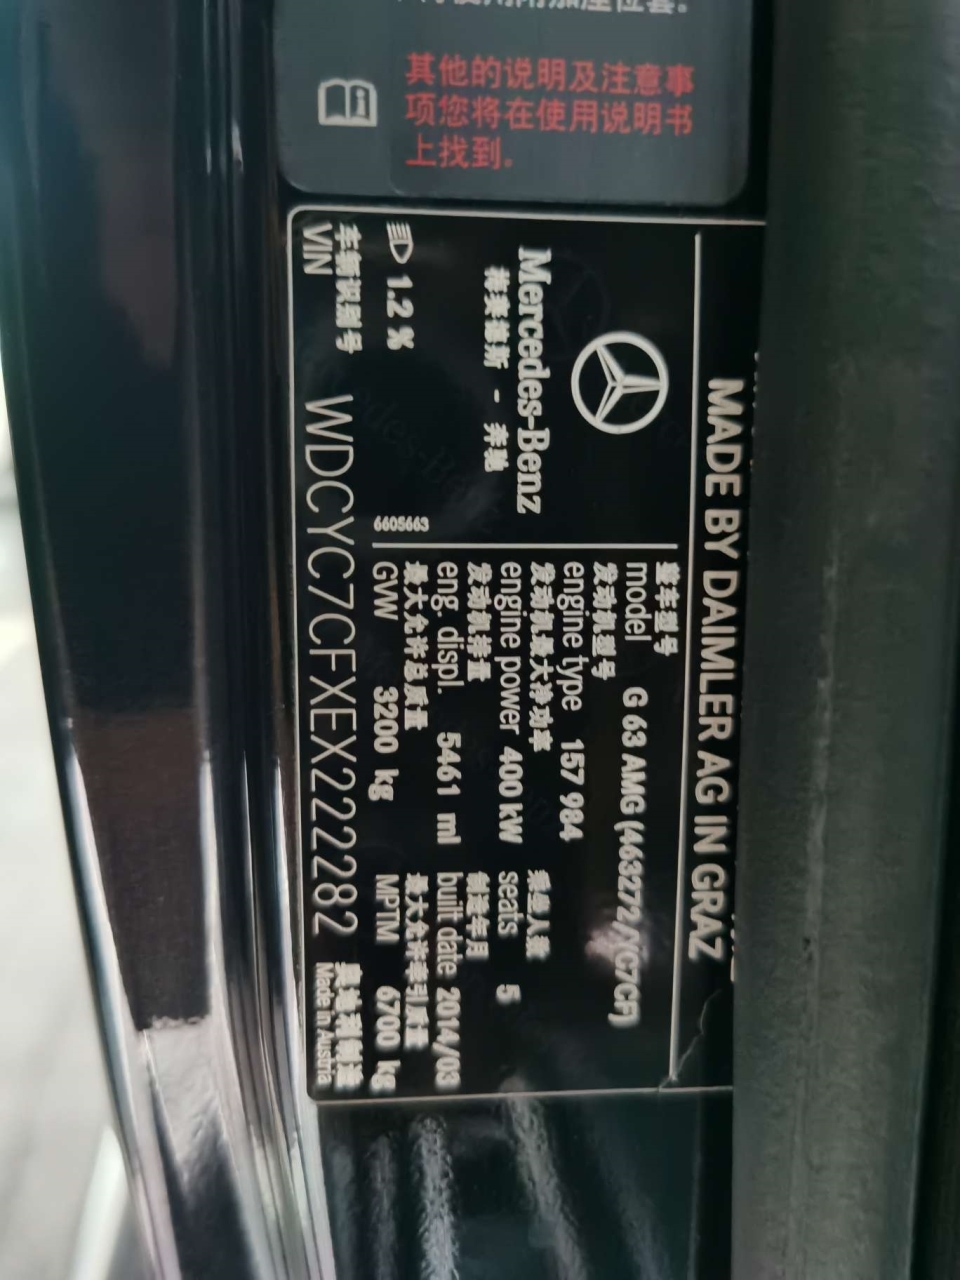 其他的说明及注意事
项您将在使用说明书
上找到。
MADE BY DAIMLER AG IN GRAZ
Mercedes-Benz
梅赛德斯 - 奔驰
整车型号
model G 63 AMG (463272/YC7CF)
发动机型号
engine type 157 984
发动机最大净功率
engine power 400 kW
乘员人数
seats 5
发动机排量
eng. displ. 5461 ml
制造年月
built date 2014/03
最大允许总质量
GVW 3200 kg
最大允许牵引质量
MPTM 6700 kg
6605663
1.2 %
车辆识别号
VIN WDCYC7CFXEX222282
奥地利制造
Made in Austria